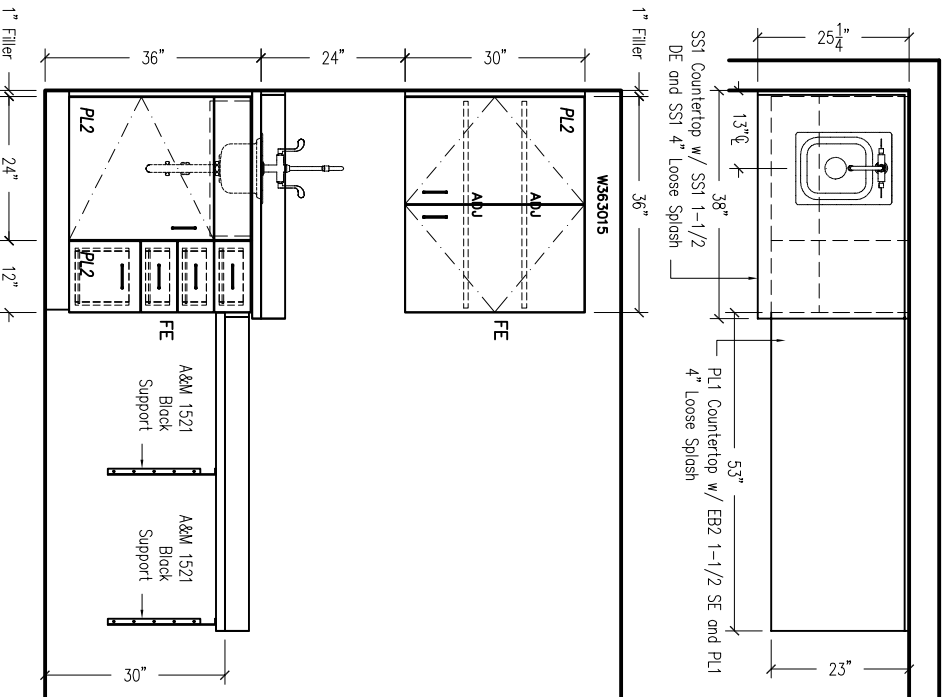 25 1/4"
SS1 Countertop w/ SS1 1-1/2
DE and SS1 4" Loose Splash
13"℄
38"
PL1 Countertop w/ EB2 1-1/2 SE and PL1
4" Loose Splash
53"
23"
1" Filler
36"
W363015
30"
PL2
ADJ
ADJ
FE
24"
36"
PL2
PL2
FE
A&M 1521
Black
Support
A&M 1521
Black
Support
30"
1" Filler
24"
12"